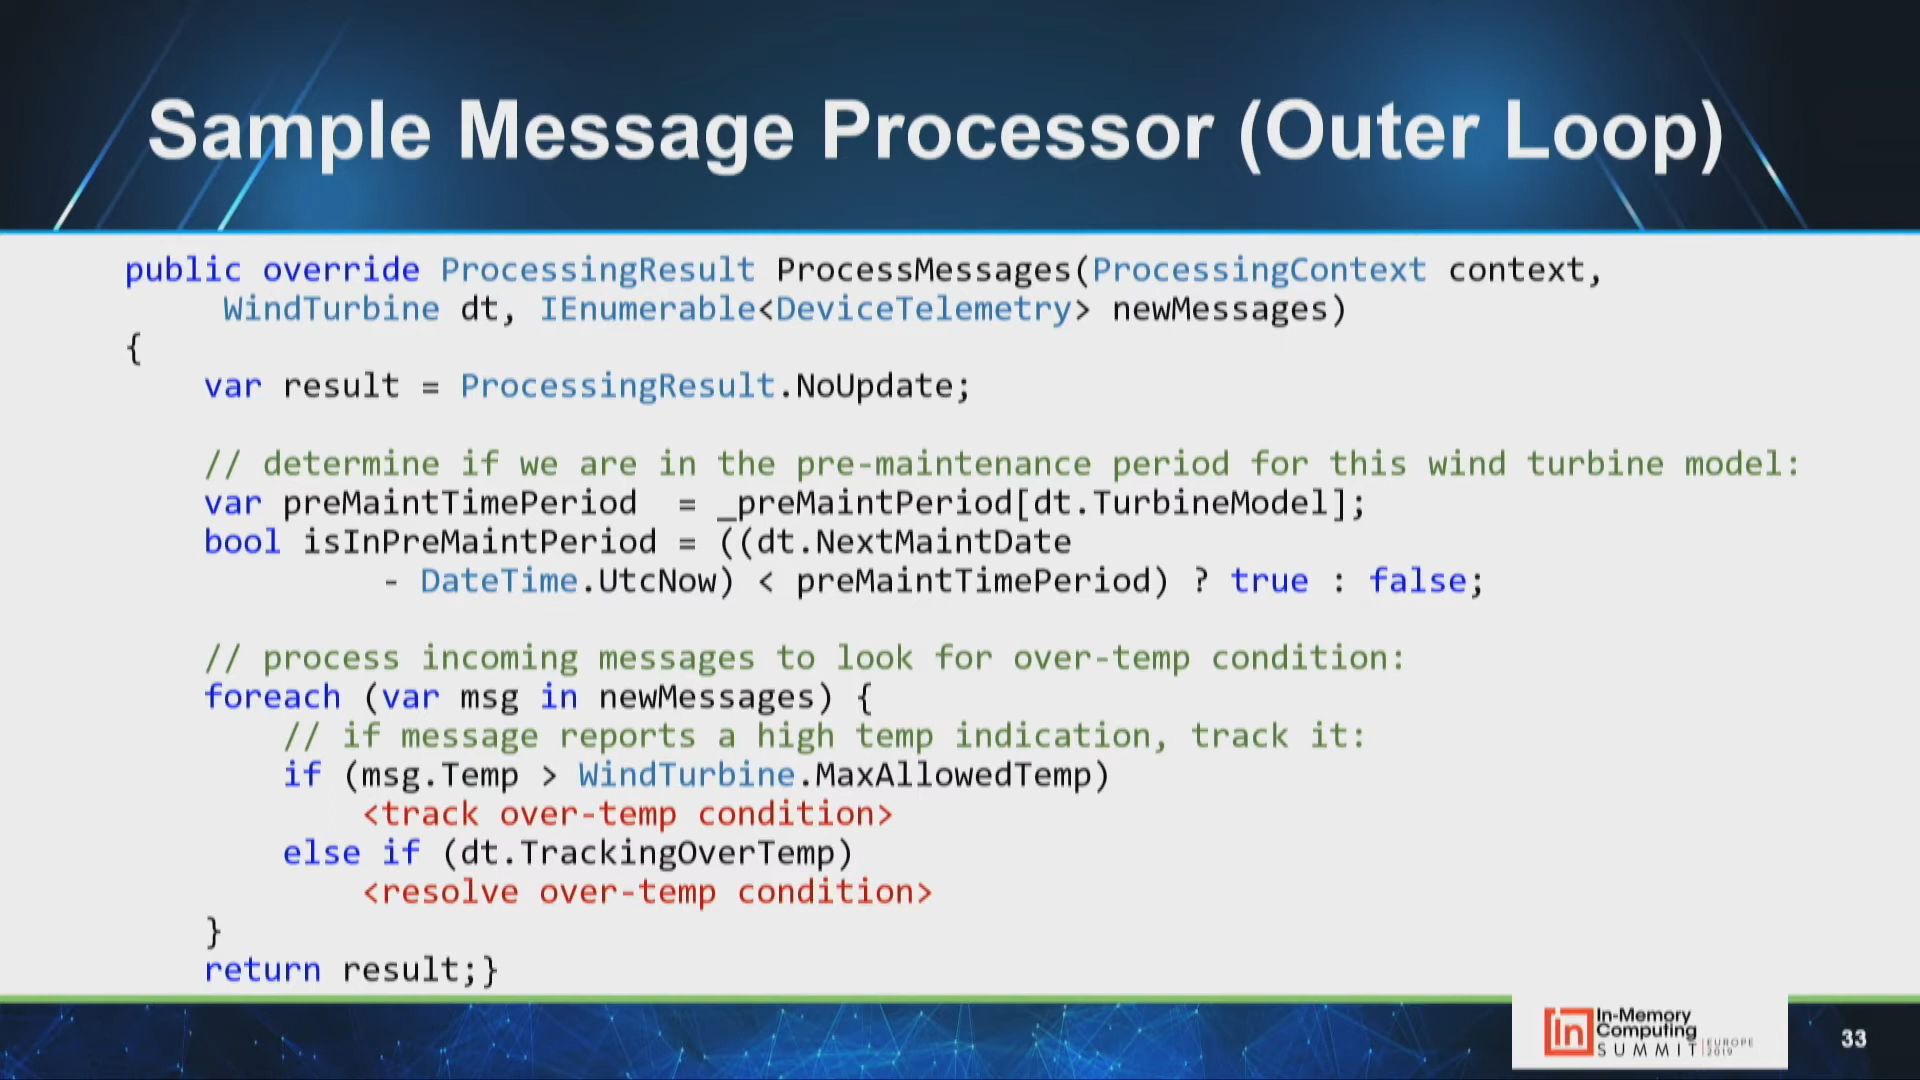 Sample Message Processor (Outer Loop)
public override ProcessingResult ProcessMessages(ProcessingContext context,
WindTurbine dt, IEnumerable<DeviceTelemetry> newMessages)
{
var result = ProcessingResult.NoUpdate;
// determine if we are in the pre-maintenance period for this wind turbine model:
var preMaintTimePeriod  = _preMaintPeriod[dt.TurbineModel];
bool isInPreMaintPeriod = ((dt.NextMaintDate
- DateTime.UtcNow) < preMaintTimePeriod) ? true : false;
// process incoming messages to look for over-temp condition:
foreach (var msg in newMessages) {
// if message reports a high temp indication, track it:
if (msg.Temp > WindTurbine.MaxAllowedTemp)
<track over-temp condition>
else if (dt.TrackingOverTemp)
<resolve over-temp condition>
}
return result;}
in
In-Memory
Computing
SUMMIT EUROPE 2019
33